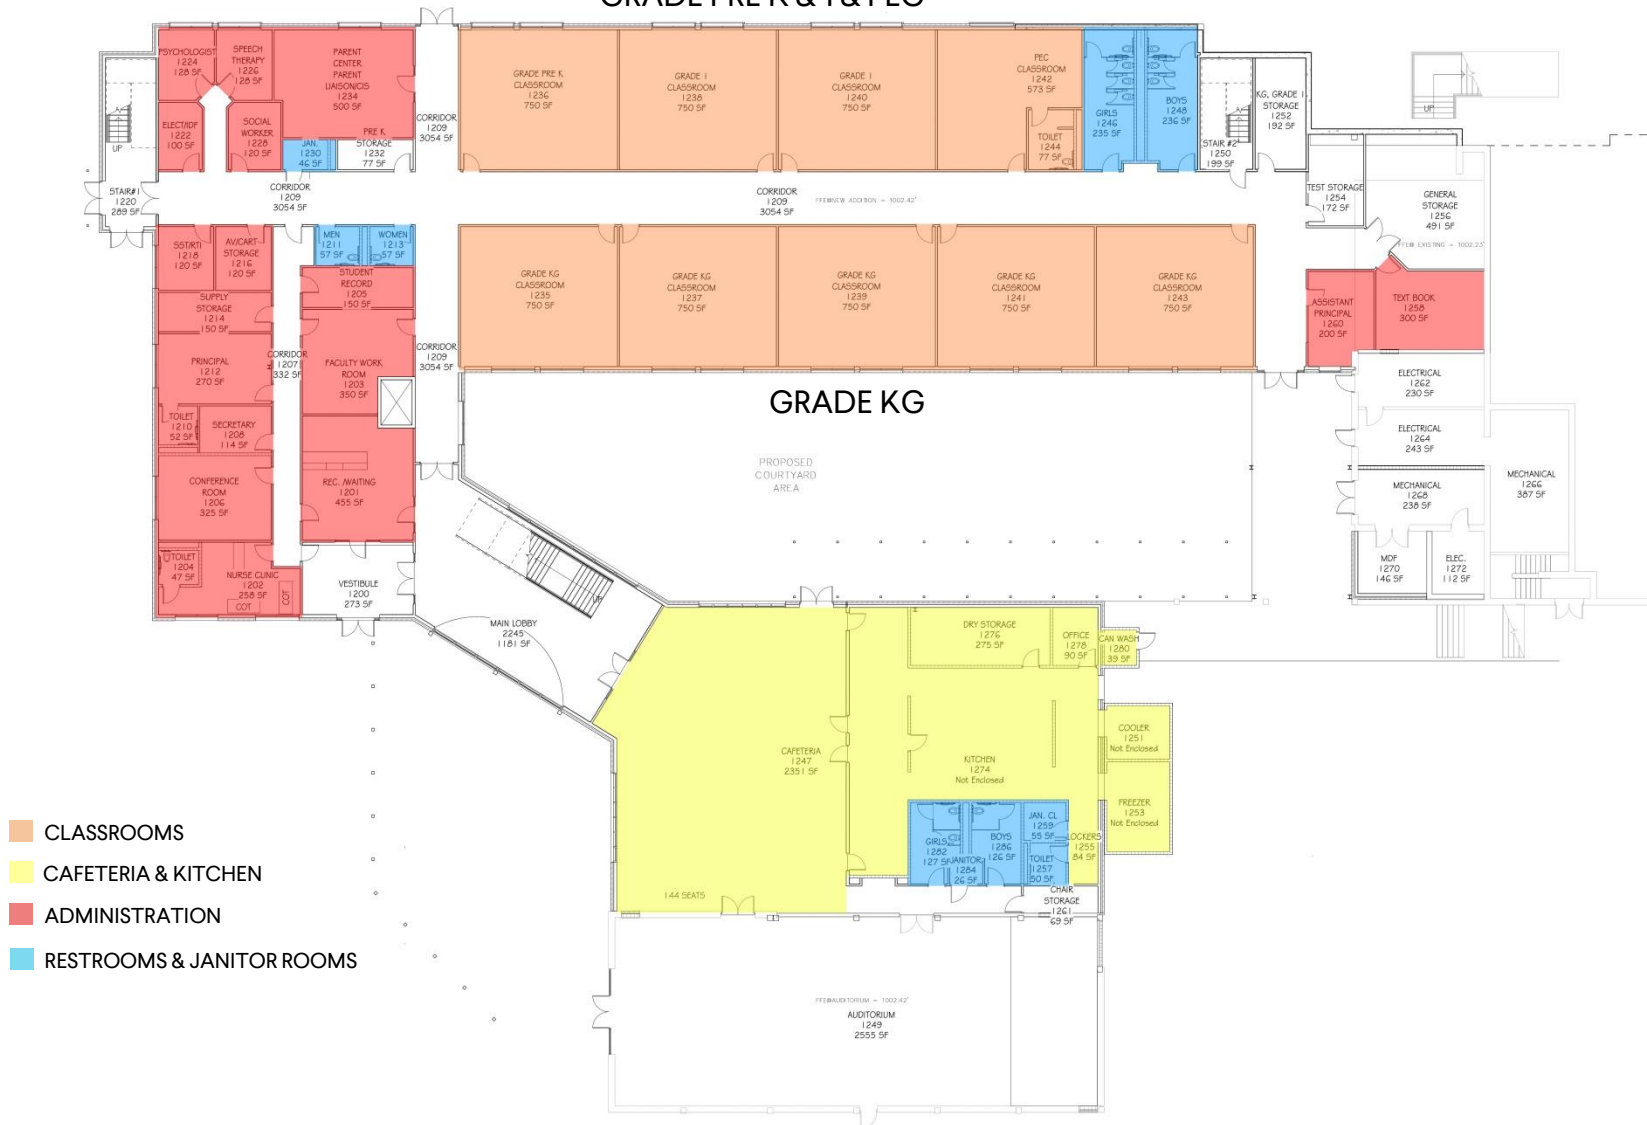 GRADE PRE K & 1 & PEC
PSYCHOLOGIST
1224
128 SF
SPEECH
THERAPY
1226
128 SF
PARENT
CENTER
PARENT
LIAISON/CIS
1234
500 SF
ELECT/IDF
1222
100 SF
SOCIAL
WORKER
1228
120 SF
JAN.
1230
46 SF
PRE K
STORAGE
1232
77 SF
UP
STAIR#1
1220
289 SF
CORRIDOR
1209
3054 SF
CORRIDOR
1209
3054 SF
GRADE PRE K
CLASSROOM
1236
750 SF
GRADE 1
CLASSROOM
1238
750 SF
GRADE 1
CLASSROOM
1240
750 SF
PEC
CLASSROOM
1242
573 SF
TOILET
1244
77 SF
GIRLS
1246
235 SF
BOYS
1248
236 SF
STAIR #2
1250
199 SF
KG, GRADE 1
STORAGE
1252
192 SF
UP
TEST STORAGE
1254
172 SF
GENERAL
STORAGE
1256
491 SF
FFE@ EXISTING = 1002.23'
CORRIDOR
1209
3054 SF
FFE@NEW ADDITION = 1002.42'
SST/RTI
1218
120 SF
AV/CART
STORAGE
1216
120 SF
MEN
1211
57 SF
WOMEN
1213
57 SF
STUDENT
RECORD
1205
150 SF
SUPPLY
STORAGE
1214
150 SF
PRINCIPAL
1212
270 SF
CORRIDOR
1207
332 SF
FACULTY WORK
ROOM
1203
350 SF
CORRIDOR
1209
3054 SF
TOILET
1210
52 SF
SECRETARY
1208
114 SF
CONFERENCE
ROOM
1206
325 SF
REC. /WAITING
1201
455 SF
TOILET
1204
47 SF
NURSE CLINIC
1202
258 SF
COT
COT
VESTIBULE
1200
273 SF
GRADE KG
CLASSROOM
1235
750 SF
GRADE KG
CLASSROOM
1237
750 SF
GRADE KG
CLASSROOM
1239
750 SF
GRADE KG
CLASSROOM
1241
750 SF
GRADE KG
CLASSROOM
1243
750 SF
ASSISTANT
PRINCIPAL
1260
200 SF
TEXT BOOK
1258
300 SF
GRADE KG
PROPOSED
COURTYARD
AREA
ELECTRICAL
1262
230 SF
ELECTRICAL
1264
243 SF
MECHANICAL
1268
238 SF
MECHANICAL
1266
387 SF
MDF
1270
146 SF
ELEC.
1272
112 SF
UP
MAIN LOBBY
2245
1181 SF
DRY STORAGE
1276
275 SF
OFFICE
1278
90 SF
CAN WASH
1280
39 SF
COOLER
1251
Not Enclosed
FREEZER
1253
Not Enclosed
CAFETERIA
1247
2351 SF
KITCHEN
1274
Not Enclosed
GIRLS
1282
127 SF
JANITOR
1284
26 SF
BOYS
1286
126 SF
JAN. CL
1259
55 SF
TOILET
1257
50 SF
LOCKERS
1255
84 SF
CHAIR
STORAGE
1261
69 SF
144 SEATS
FFE@AUDITORIUM = 1002.42'
AUDITORIUM
1249
2555 SF
CLASSROOMS
CAFETERIA & KITCHEN
ADMINISTRATION
RESTROOMS & JANITOR ROOMS